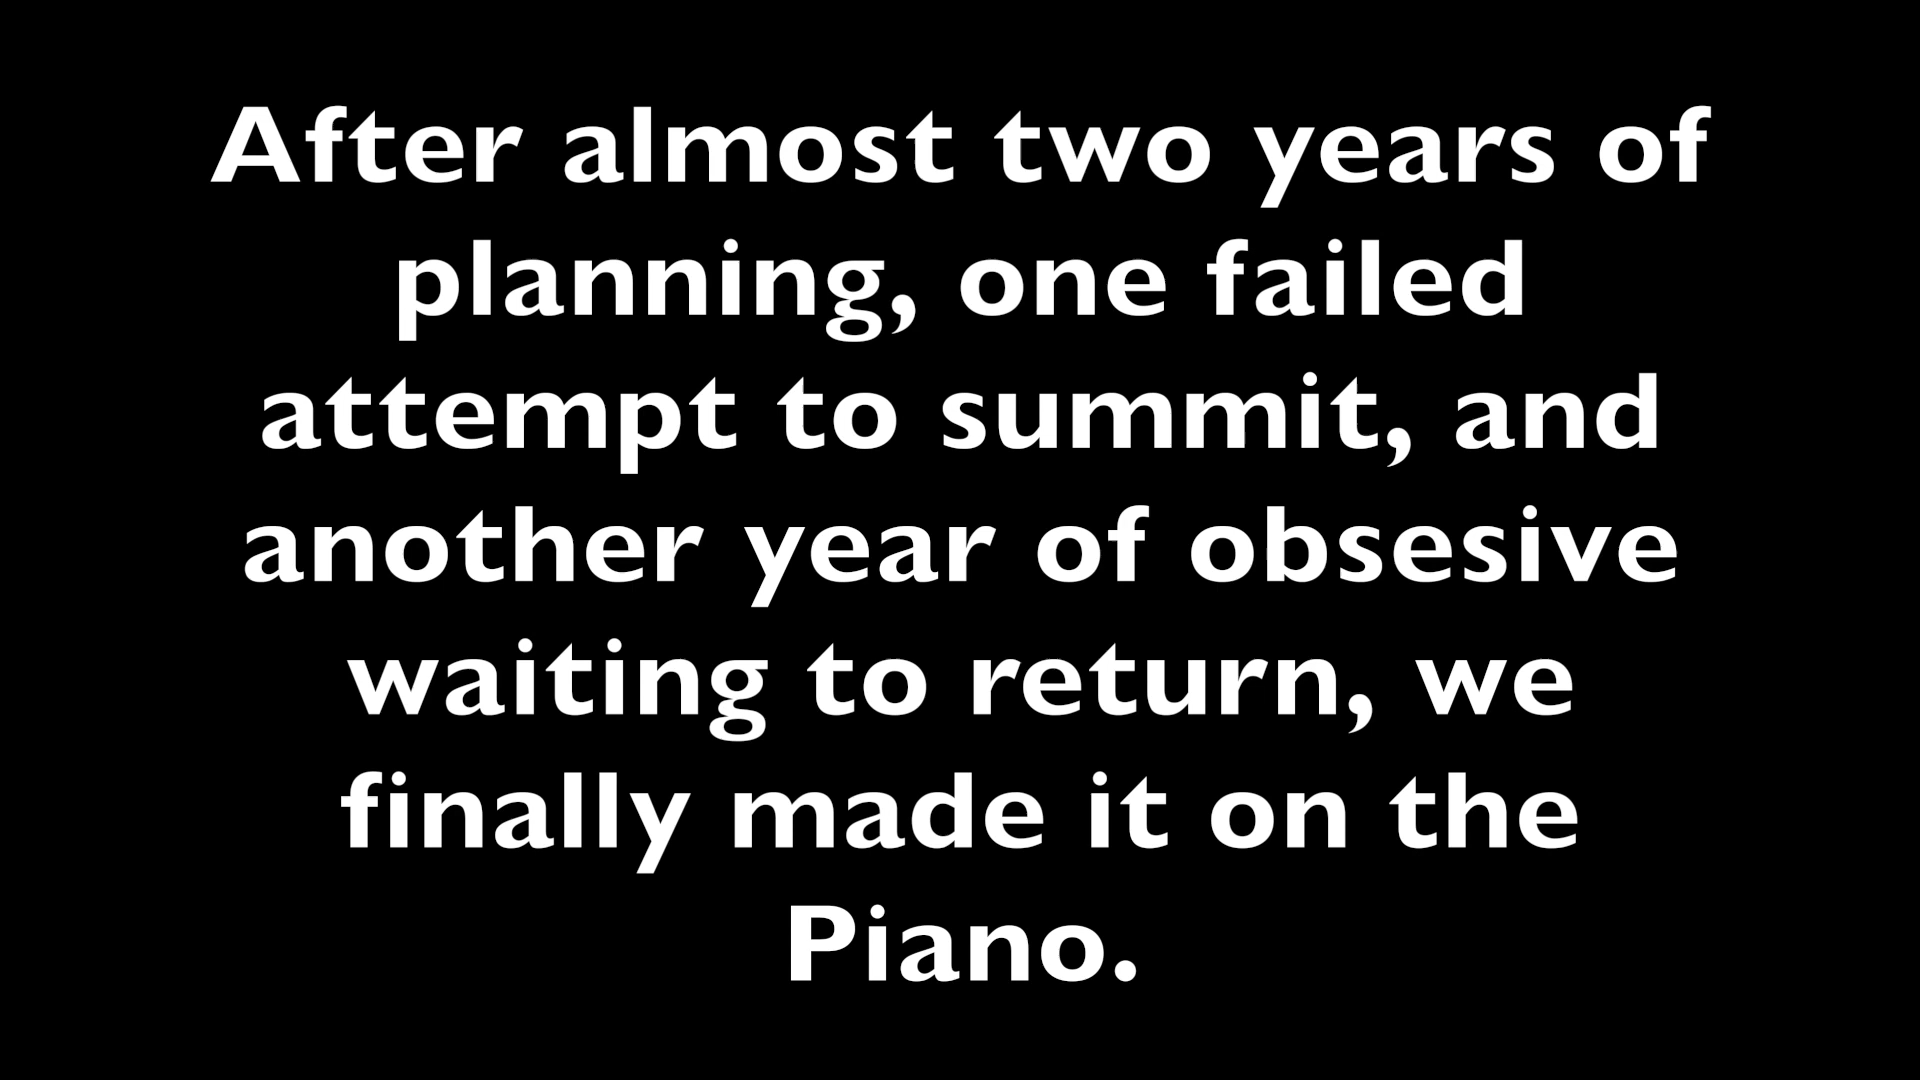 After almost two years of
planning, one failed
attempt to summit, and
another year of obsesive
waiting to return, we
finally made it on the
Piano.